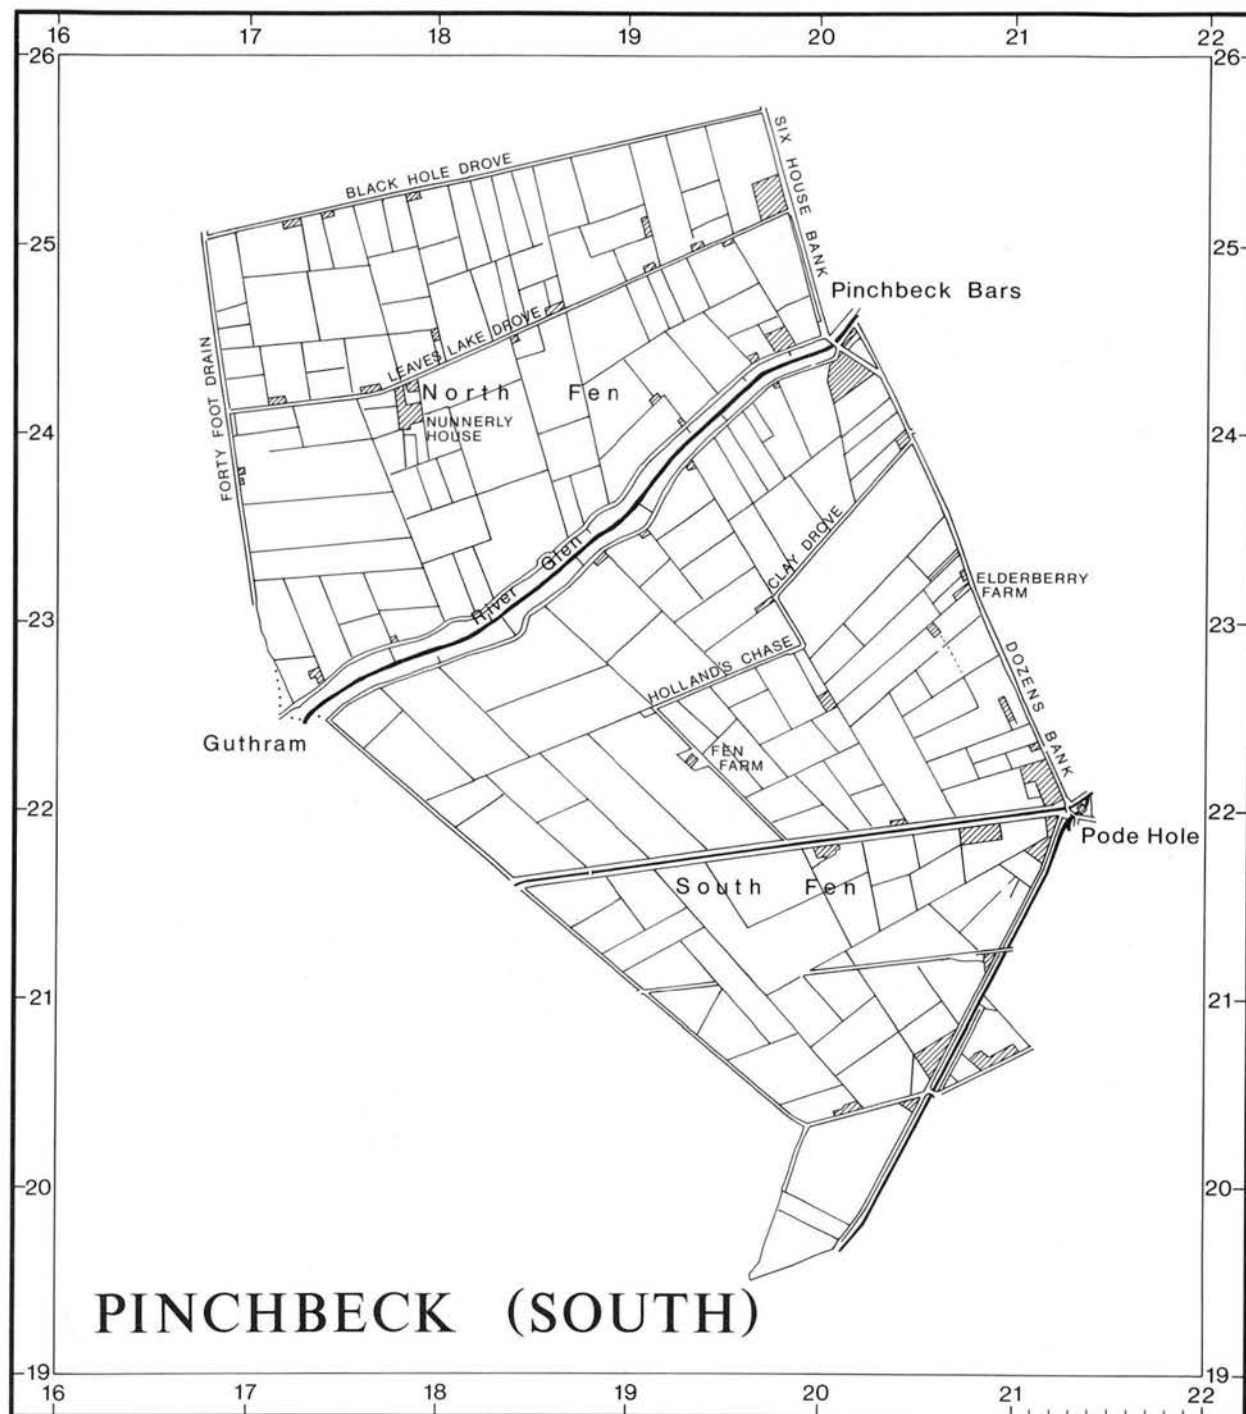 16 17 18 19 20 21 22
26 26
SIX HOUSE BANK
BLACK HOLE DROVE
25 25
Pinchbeck Bars
FORTY FOOT DRAIN
LEAVES LAKE DROVE
North Fen
NUNNERLY
HOUSE
24 24
CLAY DROVE
River Glen
ELDERBERRY
FARM
23 23
HOLLAND'S CHASE
DOZENS BANK
Guthram
FEN
FARM
22 22
Pode Hole
South Fen
21 21
20 20
PINCHBECK (SOUTH)
19 19
16 17 18 19 20 21 22